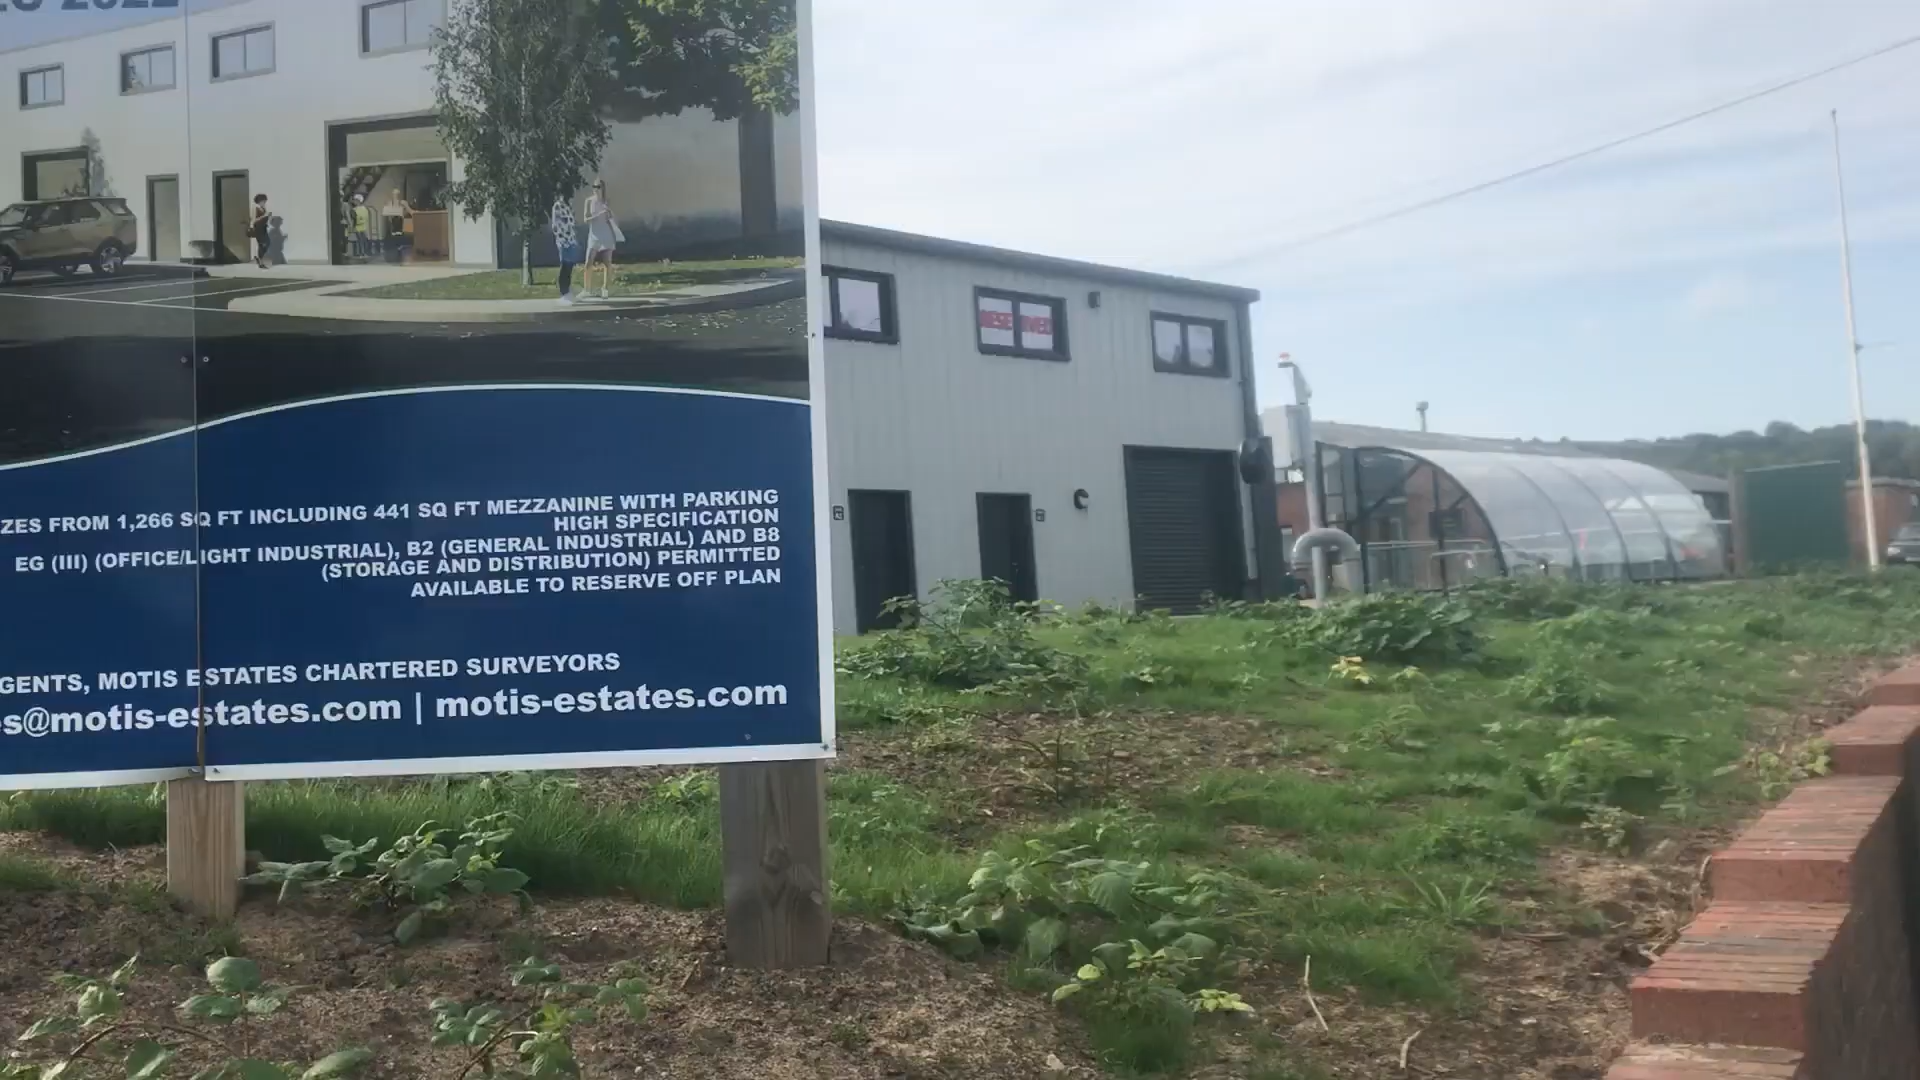 2022
ZES FROM 1,266 SQ FT INCLUDING 441 SQ FT MEZZANINE WITH PARKING
HIGH SPECIFICATION
EG (III) (OFFICE/LIGHT INDUSTRIAL), B2 (GENERAL INDUSTRIAL) AND B8
(STORAGE AND DISTRIBUTION) PERMITTED
AVAILABLE TO RESERVE OFF PLAN
GENTS, MOTIS ESTATES CHARTERED SURVEYORS
es@motis-estates.com | motis-estates.com
RESERVED